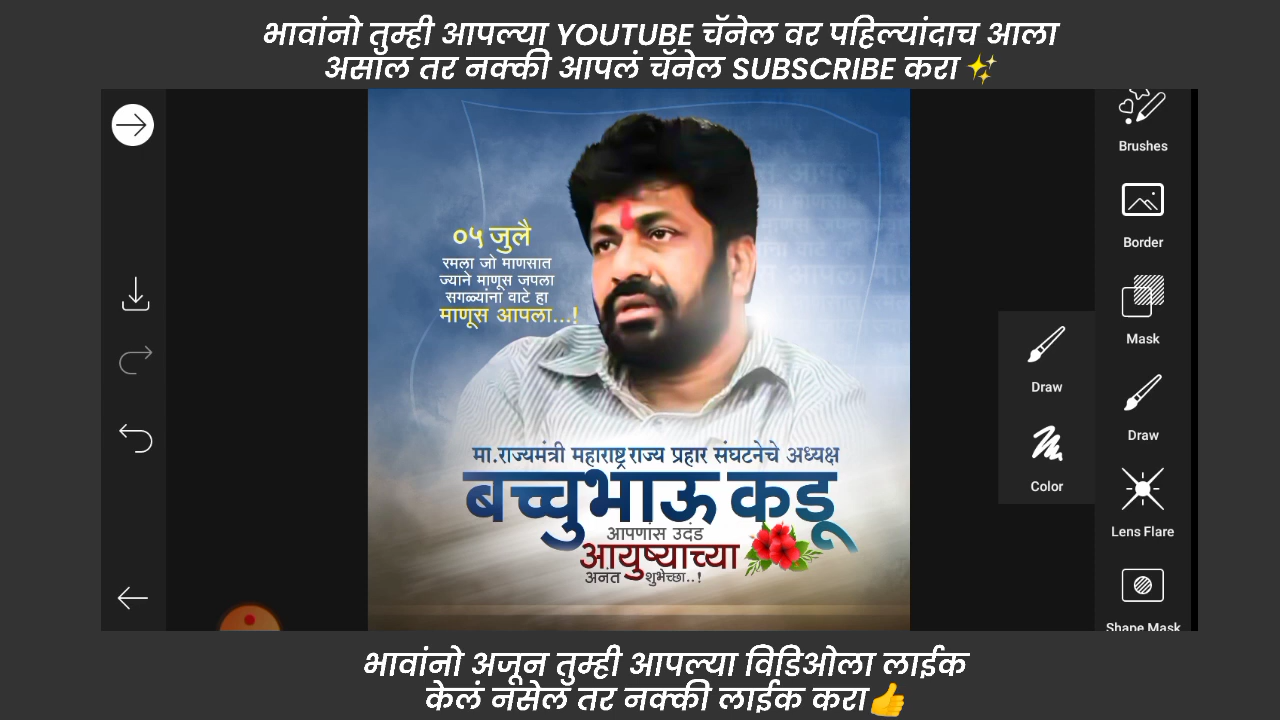 भावांनो तुम्ही आपल्या YOUTUBE चॅनेल वर पहिल्यांदाच आला
असाल तर नक्की आपलं चॅनेल SUBSCRIBE करा
Brushes
Border
Mask
Draw
Draw
Color
Lens Flare
Shape Mask
०५ जुलै
रमला जो माणसात
ज्याने माणूस जपला
सगळ्यांना वाटे हा
माणूस आपला...!
मा.राज्यमंत्री महाराष्ट्र राज्य प्रहार संघटनेचे अध्यक्ष
बच्चुभाऊ कडू
आपणांस उदंड
आयुष्याच्या
अनंत शुभेच्छा..!
भावांनो अजून तुम्ही आपल्या विडिओला लाईक
केलं नसेल तर नक्की लाईक करा